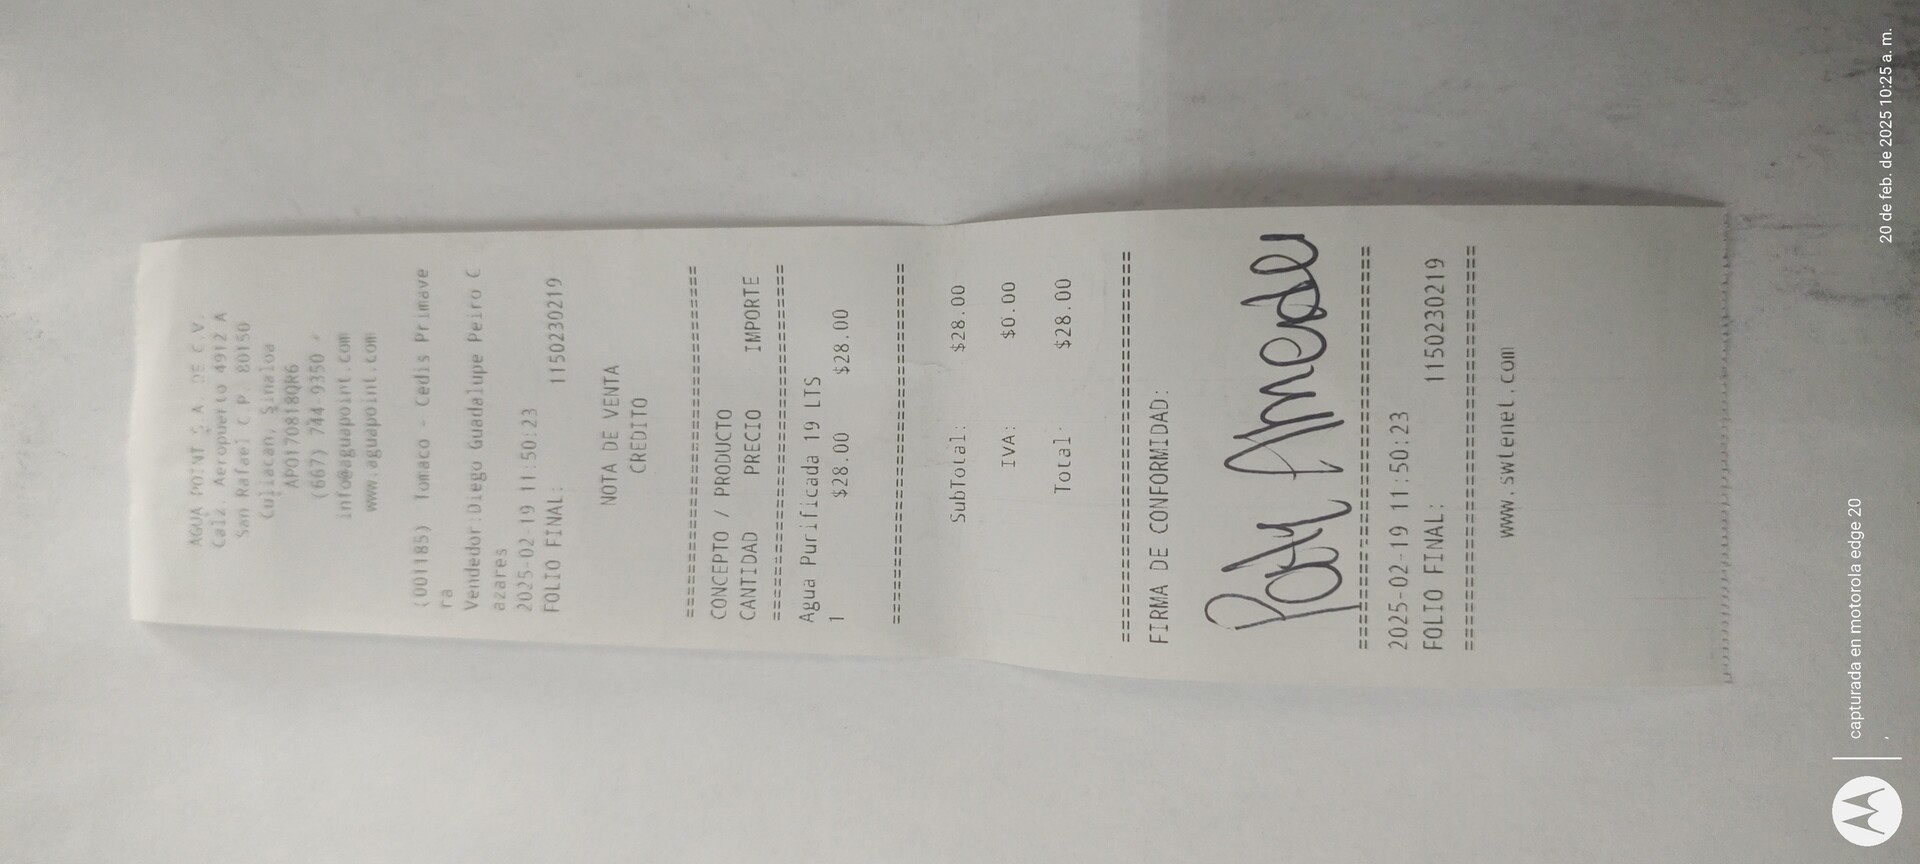 AGUA POINT S.A. DE C.V.
Calz. Aeropuerto 4912 A
San Rafael C.P. 80150
Culiacan, Sinaloa
APO170818QR6
(667) 744-9350
info@aguapoint.com
www.aguapoint.com
(001185) Tomaco - Cedis Primave
ra
Vendedor:Diego Guadalupe Peiro C
azares
2025-02-19 11:50:23
FOLIO FINAL: 1150230219
NOTA DE VENTA
CREDITO
================================
CONCEPTO / PRODUCTO
CANTIDAD PRECIO IMPORTE
================================
Agua Purificada 19 LTS
1 $28.00 $28.00
================================
SubTotal: $28.00
IVA: $0.00
Total: $28.00
================================
FIRMA DE CONFORMIDAD:
Paty
================================
2025-02-19 11:50:23
FOLIO FINAL: 1150230219
================================
www.swtenet.com
capturada en motorola edge 20
20 de feb. de 2025 10:25 a. m.